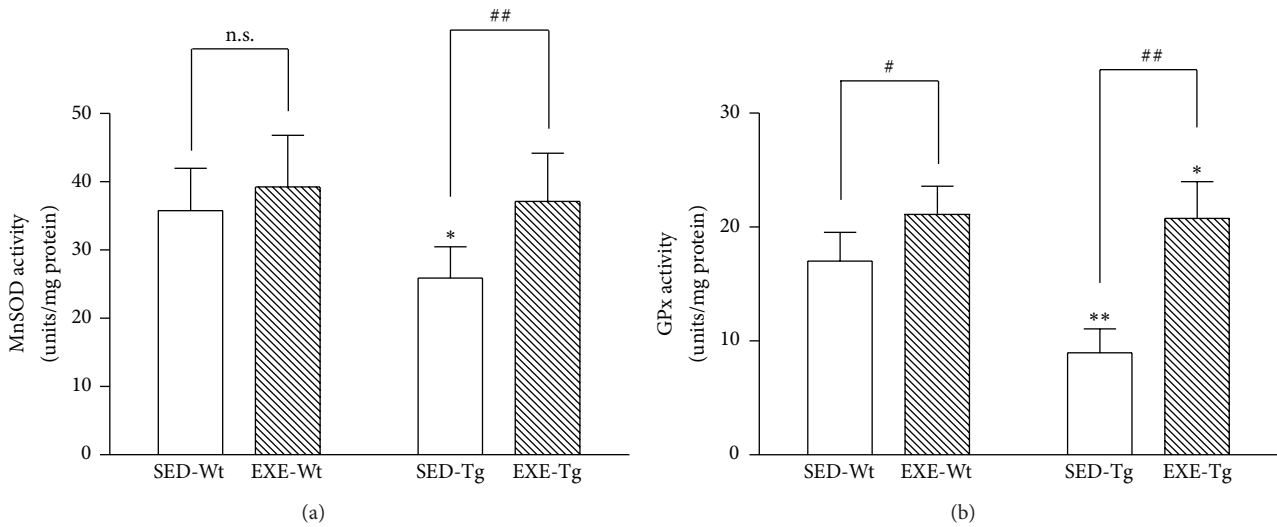 n.s.
##
50
40
30
20
10
0
MnSOD activity
(units/mg protein)
*
SED-Wt
EXE-Wt
SED-Tg
EXE-Tg
(a)
#
##
30
20
10
0
GPx activity
(units/mg protein)
**
*
SED-Wt
EXE-Wt
SED-Tg
EXE-Tg
(b)